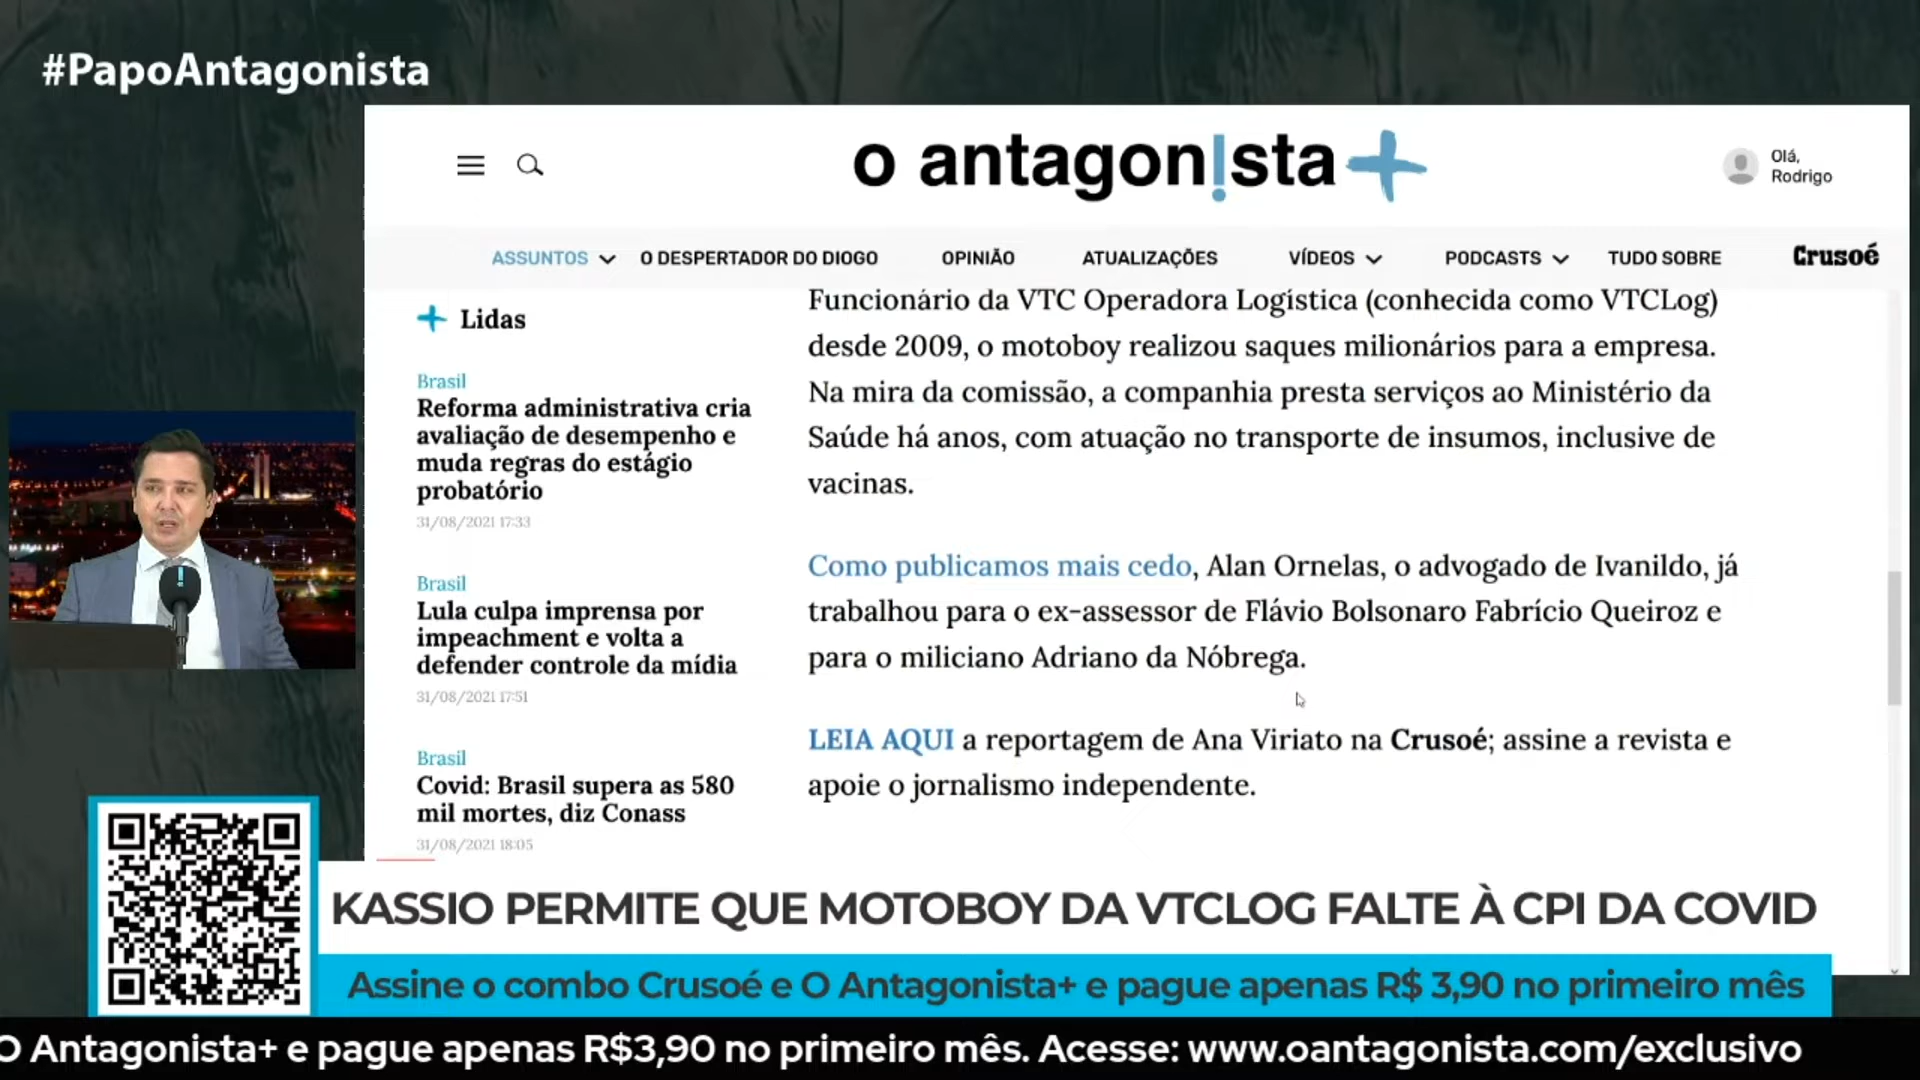 #PapoAntagonista
o antagon!sta+
Olá,
Rodrigo
ASSUNTOS
O DESPERTADOR DO DIOGO
OPINIÃO
ATUALIZAÇÕES
VÍDEOS
PODCASTS
TUDO SOBRE
Crusoé
+ Lidas
Brasil
Reforma administrativa cria
avaliação de desempenho e
muda regras do estágio
probatório
31/08/2021 17:33
Brasil
Lula culpa imprensa por
impeachment e volta a
defender controle da mídia
31/08/2021 17:51
Brasil
Covid: Brasil supera as 580
mil mortes, diz Conass
31/08/2021 18:05
Funcionário da VTC Operadora Logística (conhecida como VTCLog)
desde 2009, o motoboy realizou saques milionários para a empresa.
Na mira da comissão, a companhia presta serviços ao Ministério da
Saúde há anos, com atuação no transporte de insumos, inclusive de
vacinas.
Como publicamos mais cedo, Alan Ornelas, o advogado de Ivanildo, já
trabalhou para o ex-assessor de Flávio Bolsonaro Fabrício Queiroz e
para o miliciano Adriano da Nóbrega.
LEIA AQUI a reportagem de Ana Viriato na Crusoé; assine a revista e
apoie o jornalismo independente.
KASSIO PERMITE QUE MOTOBOY DA VTCLOG FALTE À CPI DA COVID
Assine o combo Crusoé e O Antagonista+ e pague apenas R$ 3,90 no primeiro mês
O Antagonista+ e pague apenas R$3,90 no primeiro mês. Acesse: www.oantagonista.com/exclusivo